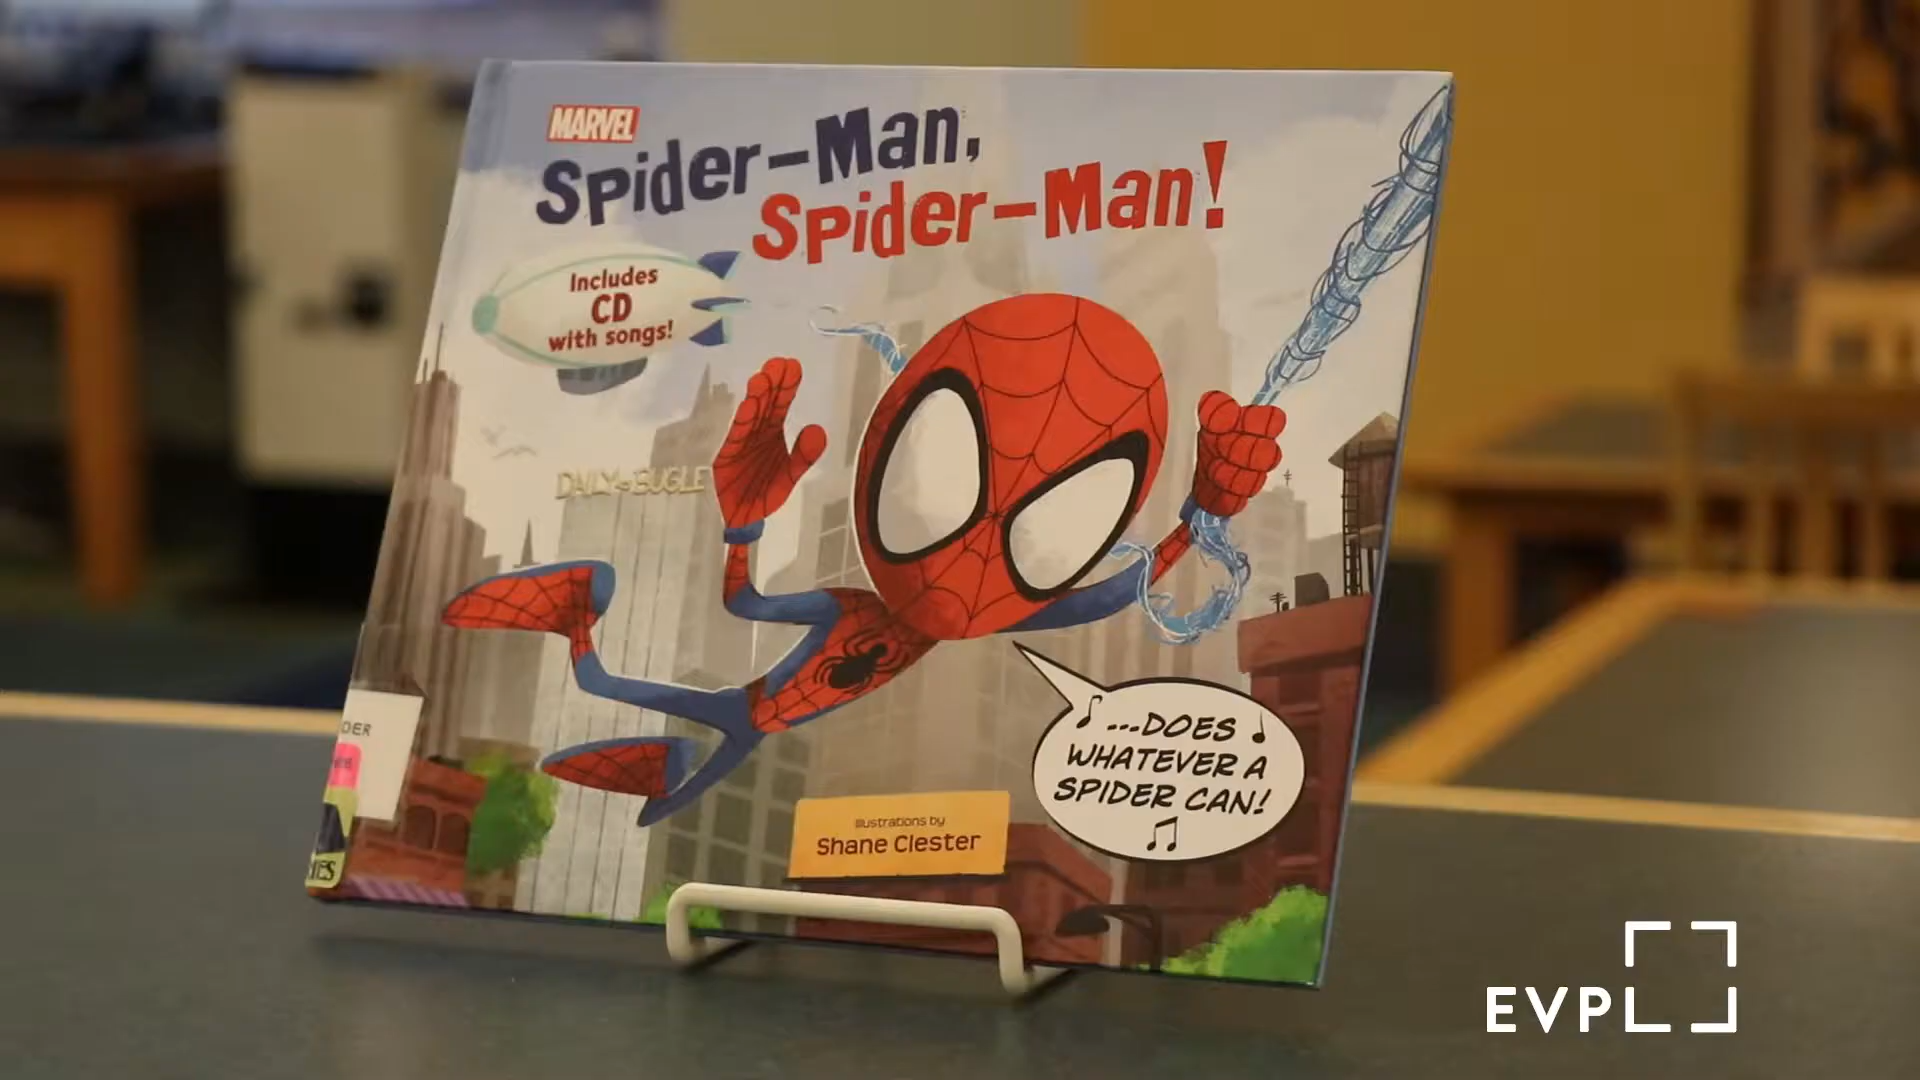 MARVEL
Spider-Man,
Spider-Man!
Includes
CD
with songs!
DAILY BUGLE
...DOES
WHATEVER A
SPIDER CAN!
Illustrations by
Shane Clester
EVPL